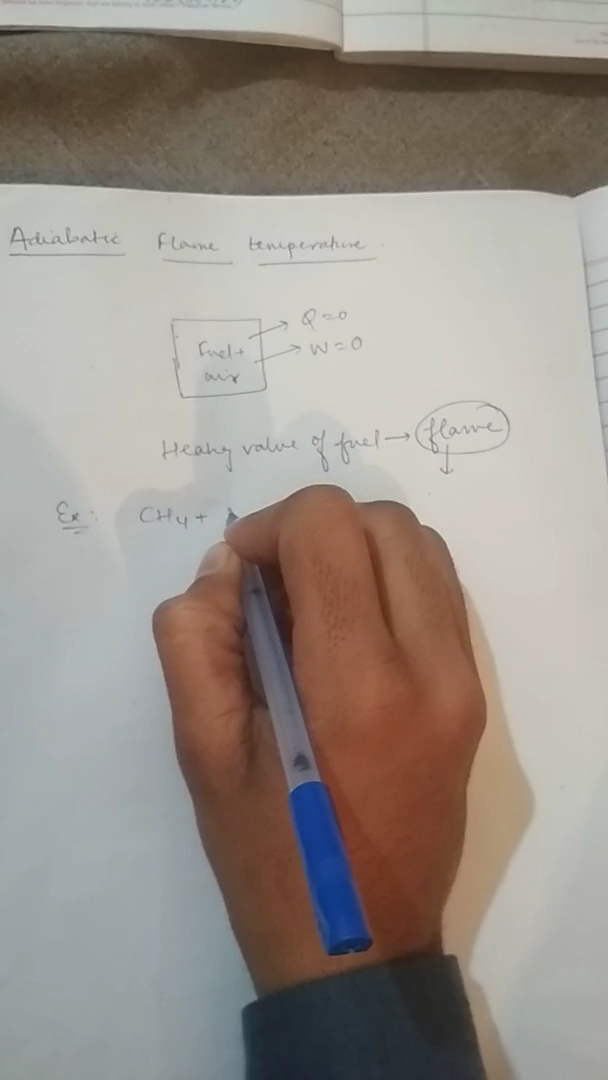 Adiabatic Flame temperature.
Fuel + → Q=0
air → W=0
Heating value of fuel → flame
↓
Ex: CH4 +